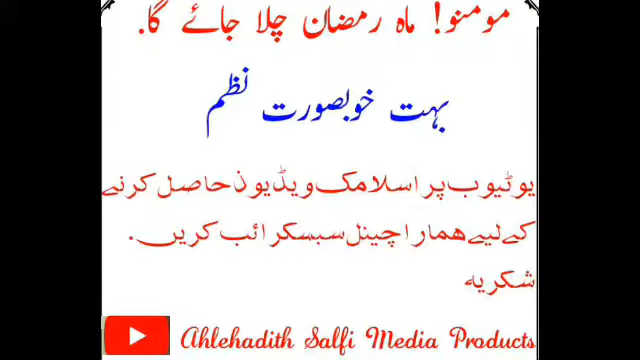 مومنو! ماہ رمضان چلا جائے گا.
بہت خوبصورت نظم
یوٹیوب پر اسلامک ویڈیوذ حاصل کرنے
کے لیے ہمارا چینل سبسکرائب کریں.
شکریہ
Ahlehadith Salfi Media Products